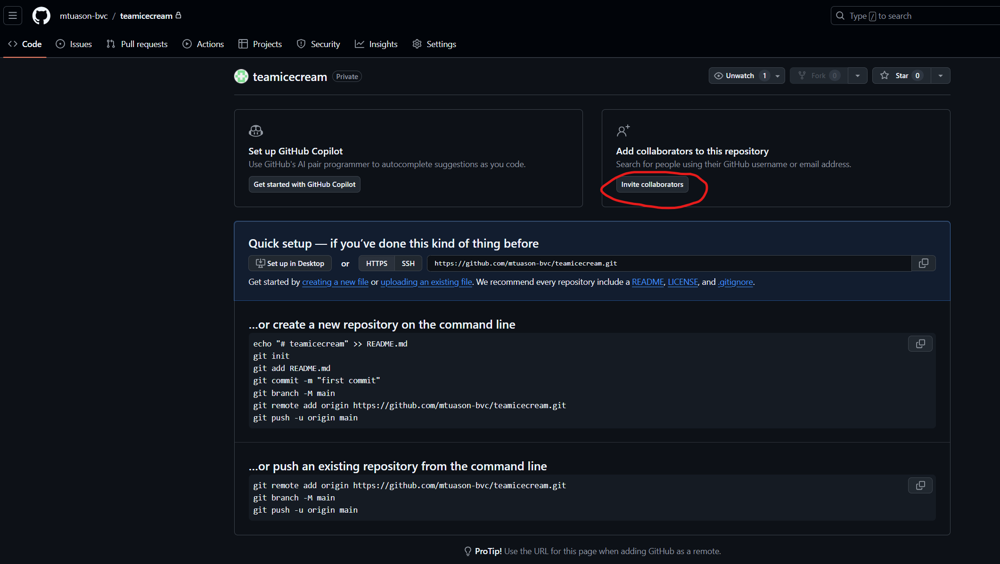 mtuason-bvc / teamicecream
Type / to search
Code Issues Pull requests Actions Projects Security Insights Settings
teamicecream Private
Unwatch 1 Fork 0 Star 0
Set up GitHub Copilot
Use GitHub's AI pair programmer to autocomplete suggestions as you code.
Get started with GitHub Copilot
Add collaborators to this repository
Search for people using their GitHub username or email address.
Invite collaborators
Quick setup — if you’ve done this kind of thing before
Set up in Desktop or HTTPS SSH https://github.com/mtuason-bvc/teamicecream.git
Get started by creating a new file or uploading an existing file. We recommend every repository include a README, LICENSE, and .gitignore.
…or create a new repository on the command line
echo "# teamicecream" >> README.md
git init
git add README.md
git commit -m "first commit"
git branch -M main
git remote add origin https://github.com/mtuason-bvc/teamicecream.git
git push -u origin main
…or push an existing repository from the command line
git remote add origin https://github.com/mtuason-bvc/teamicecream.git
git branch -M main
git push -u origin main
ProTip! Use the URL for this page when adding GitHub as a remote.